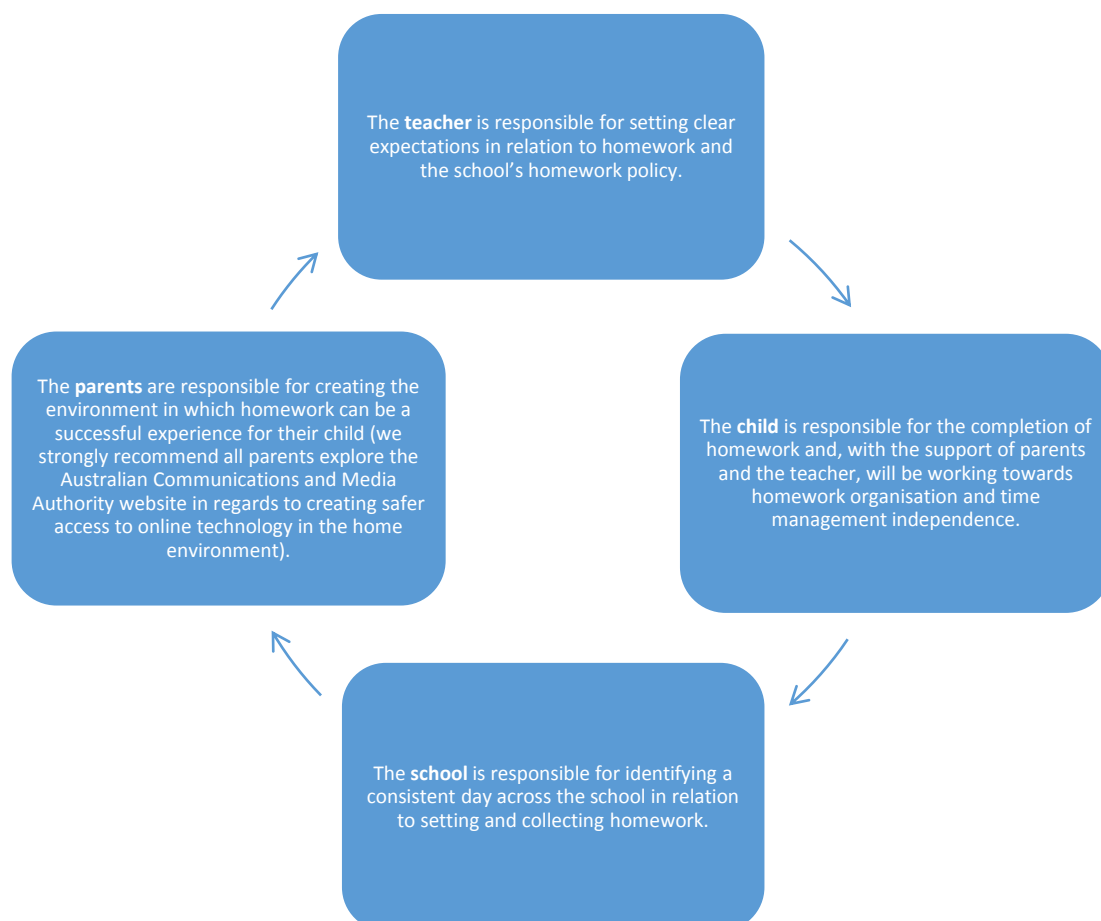 The teacher is responsible for setting clear
expectations in relation to homework and
the school’s homework policy.
The parents are responsible for creating the
environment in which homework can be a
successful experience for their child (we
strongly recommend all parents explore the
Australian Communications and Media
Authority website in regards to creating safer
access to online technology in the home
environment).
The child is responsible for the completion of
homework and, with the support of parents
and the teacher, will be working towards
homework organisation and time
management independence.
The school is responsible for identifying a
consistent day across the school in relation
to setting and collecting homework.